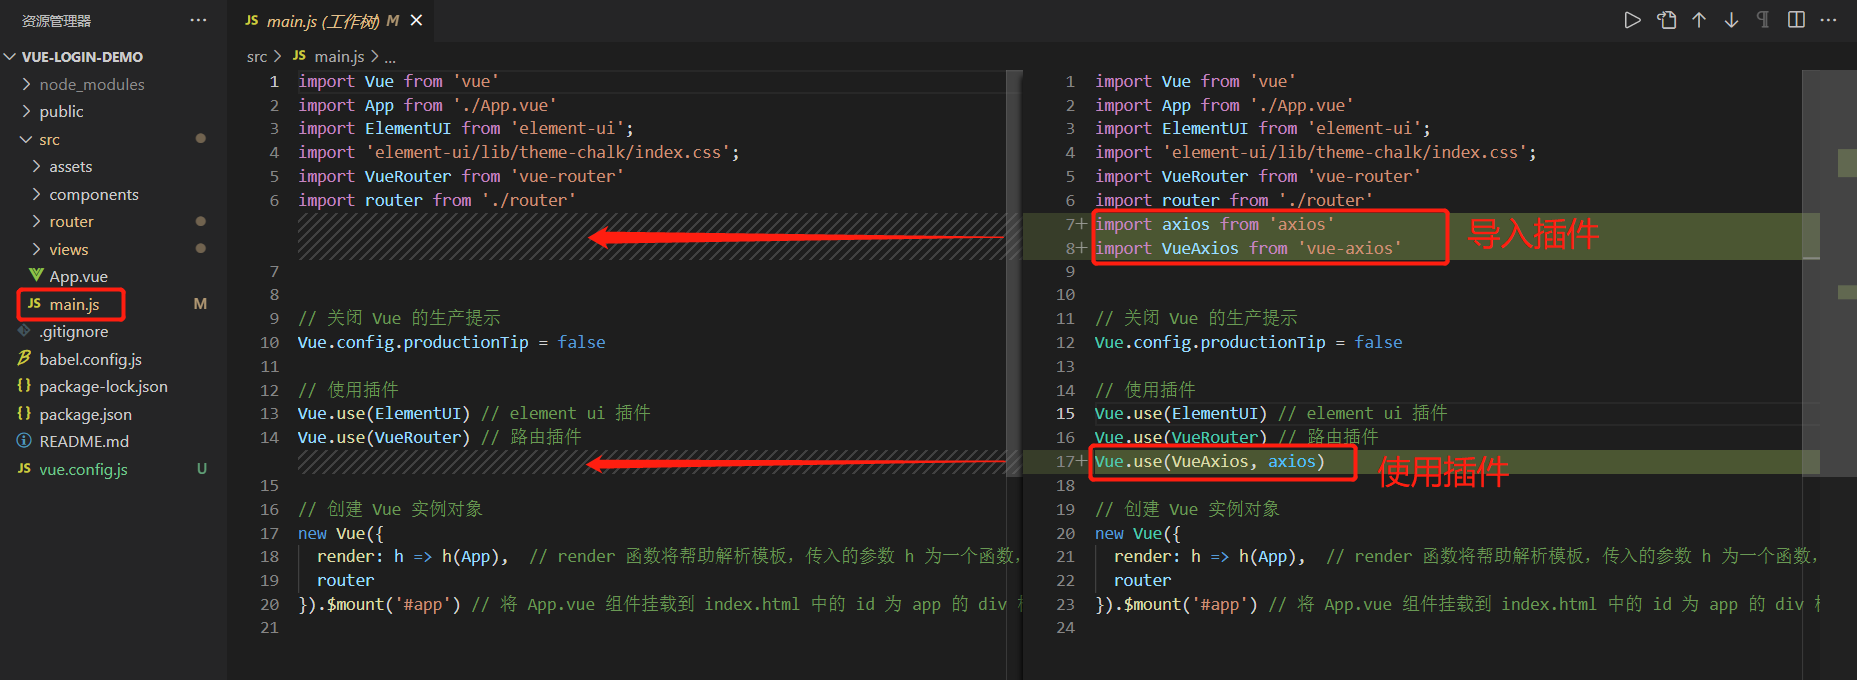 资源管理器
VUE-LOGIN-DEMO
node_modules
public
src
assets
components
router
views
App.vue
main.js M
.gitignore
babel.config.js
package-lock.json
package.json
README.md
vue.config.js U
JS main.js (工作树) M
src > JS main.js > ...
1 import Vue from 'vue'
2 import App from './App.vue'
3 import ElementUI from 'element-ui';
4 import 'element-ui/lib/theme-chalk/index.css';
5 import VueRouter from 'vue-router'
6 import router from './router'
7
8
9 // 关闭 Vue 的生产提示
10 Vue.config.productionTip = false
11
12 // 使用插件
13 Vue.use(ElementUI) // element ui 插件
14 Vue.use(VueRouter) // 路由插件
15
16 // 创建 Vue 实例对象
17 new Vue({
18 render: h => h(App), // render 函数将帮助解析模板，传入的参数 h 为一个函数，
19 router
20 }).$mount('#app') // 将 App.vue 组件挂载到 index.html 中的 id 为 app 的 div
21
1 import Vue from 'vue'
2 import App from './App.vue'
3 import ElementUI from 'element-ui';
4 import 'element-ui/lib/theme-chalk/index.css';
5 import VueRouter from 'vue-router'
6 import router from './router'
7+ import axios from 'axios'
8+ import VueAxios from 'vue-axios'
导入插件
9
10
11 // 关闭 Vue 的生产提示
12 Vue.config.productionTip = false
13
14 // 使用插件
15 Vue.use(ElementUI) // element ui 插件
16 Vue.use(VueRouter) // 路由插件
17+ Vue.use(VueAxios, axios)
使用插件
18
19 // 创建 Vue 实例对象
20 new Vue({
21 render: h => h(App), // render 函数将帮助解析模板，传入的参数 h 为一个函数，
22 router
23 }).$mount('#app') // 将 App.vue 组件挂载到 index.html 中的 id 为 app 的 div
24